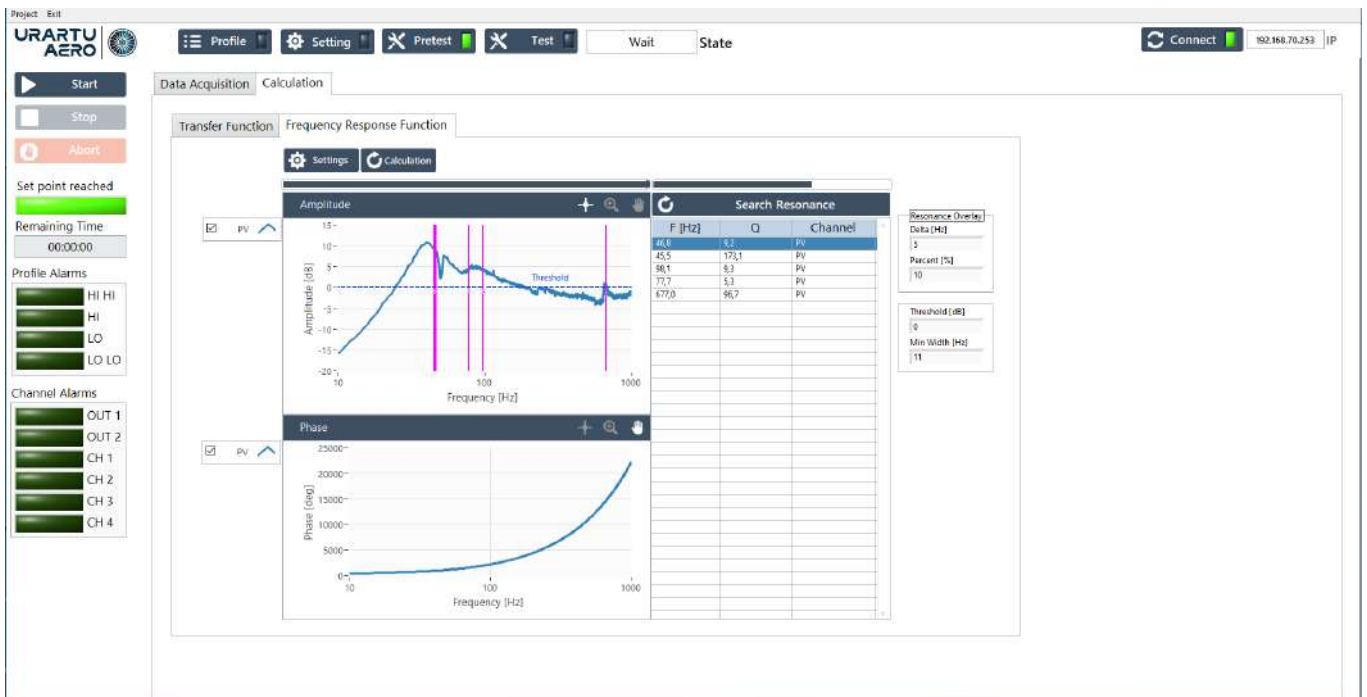 Project Exit
URARTU
AERO
Profile
Setting
Pretest
Test
Wait
State
Connect
192.168.70.253
IP
Start
Stop
Abort
Set point reached
Remaining Time
00:00:00
Profile Alarms
HI HI
HI
LO
LO LO
Channel Alarms
OUT 1
OUT 2
CH 1
CH 2
CH 3
CH 4
Data Acquisition Calculation
Transfer Function Frequency Response Function
Settings
Calculation
PV
Amplitude
Amplitude [dB]
15
10
5
0
-5
-10
-15
-20
Threshold
10 100 1000
Frequency [Hz]
PV
Phase
Phase [deg]
25000
20000
15000
10000
5000
0
10 100 1000
Frequency [Hz]
Search Resonance
F [Hz] Q Channel
46,8 9,2 PV
45,5 173,1 PV
98,1 9,3 PV
77,7 5,3 PV
677,0 96,7 PV
Resonance Overlay
Delta [Hz]
5
Percent [%]
10
Threshold [dB]
0
Min Width [Hz]
11